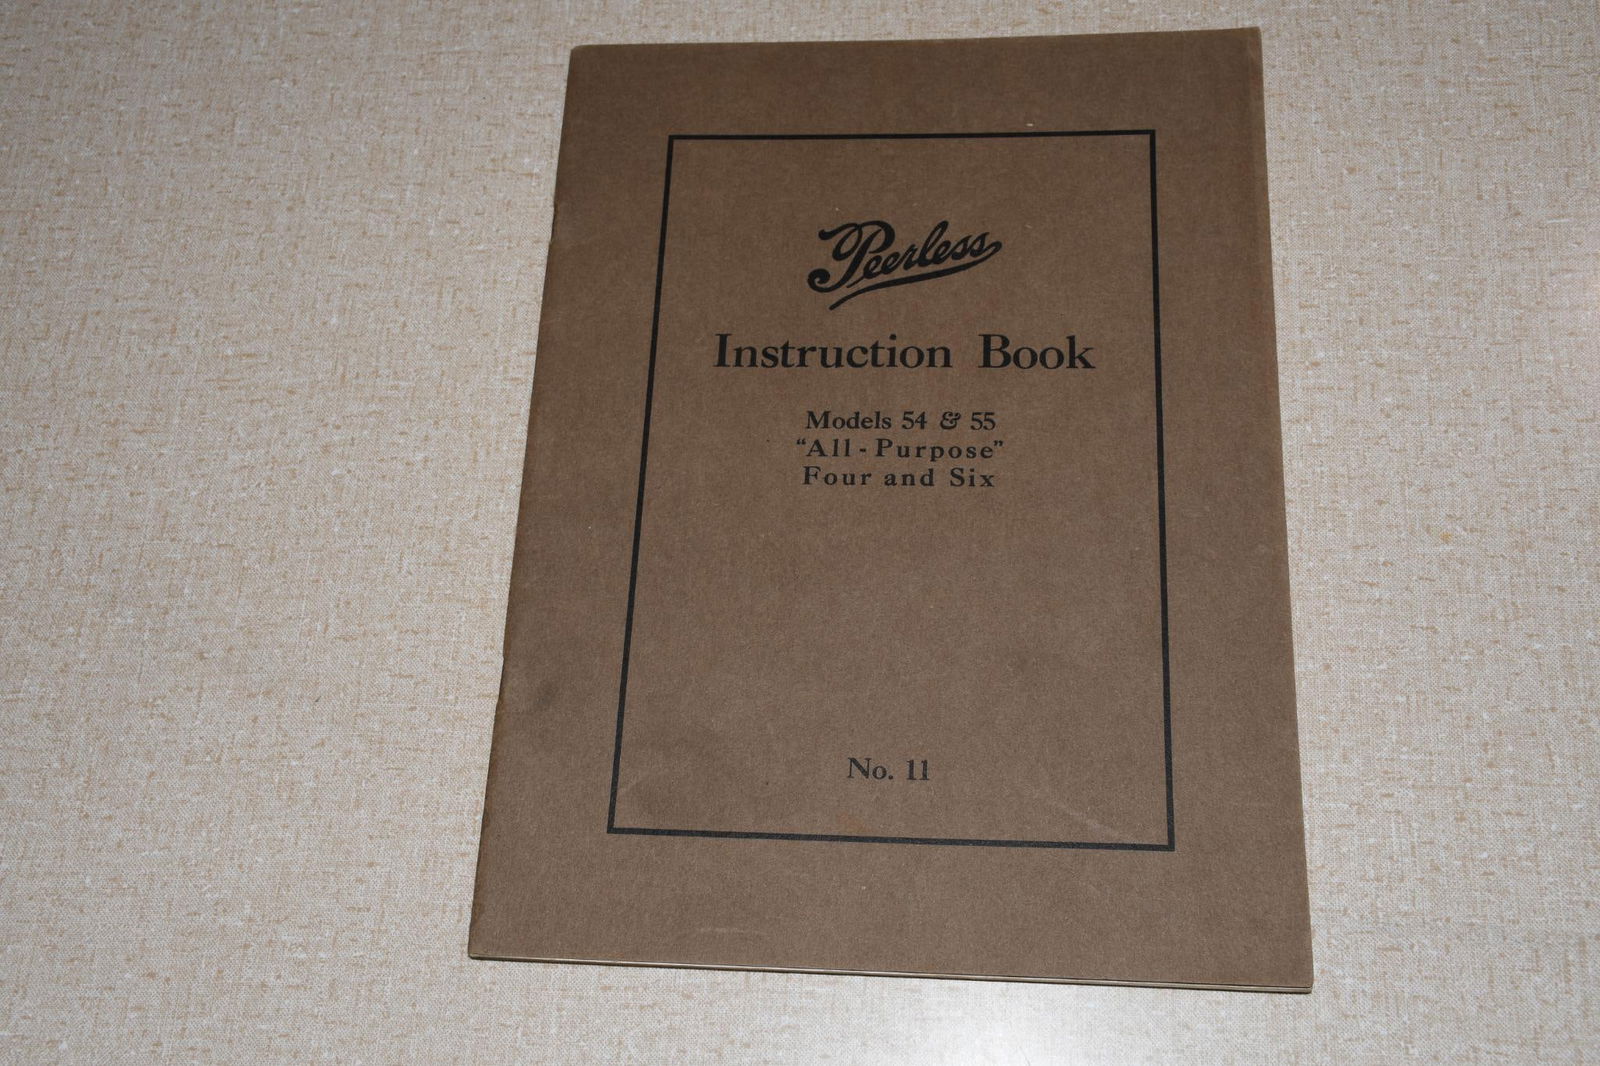 Peerless
Instruction Book
Models 54 & 55
“All-Purpose”
Four and Six
No. 11